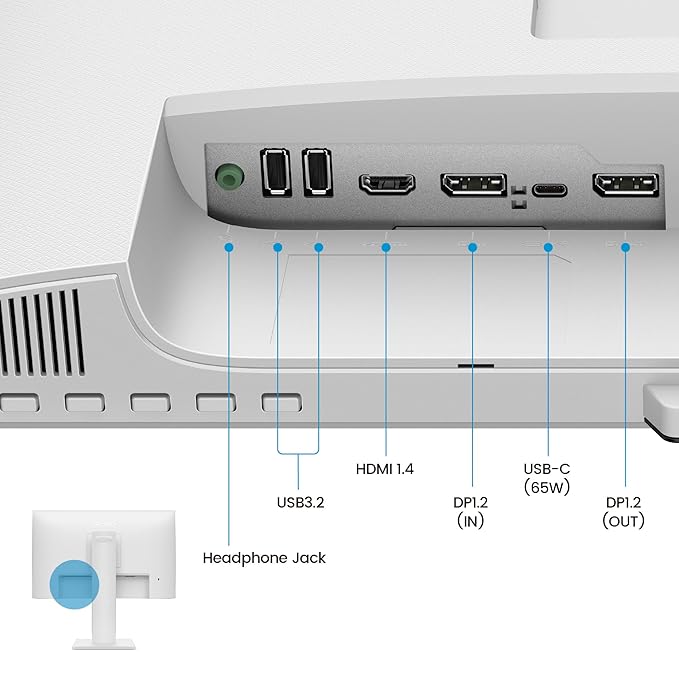 HDMI 1.4
USB-C
(65W)
USB3.2
DP1.2
(IN)
DP1.2
(OUT)
Headphone Jack